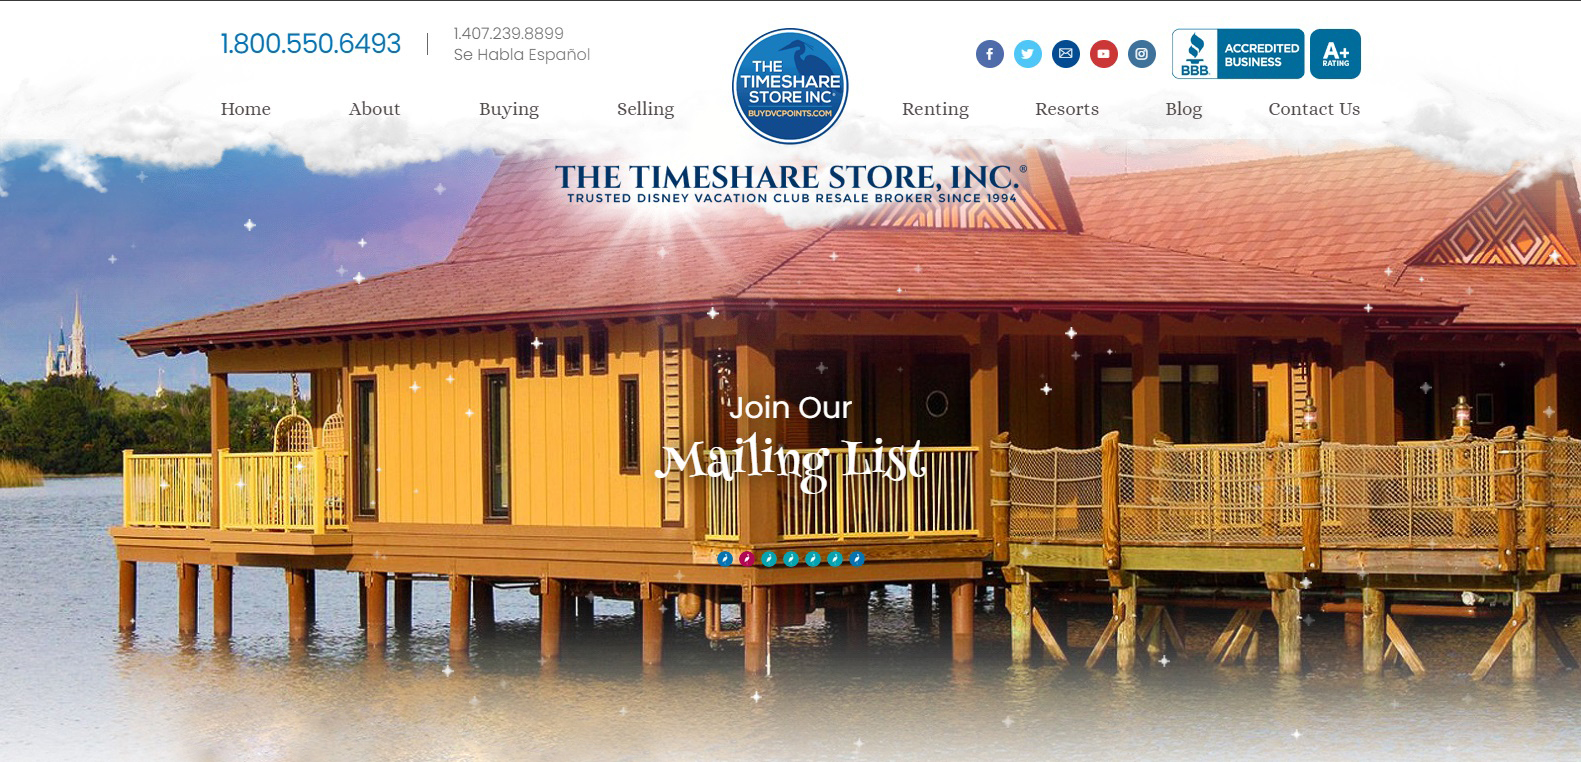 1.800.550.6493
1.407.239.8899
Se Habla Español
THE
TIMESHARE
STORE INC
BUYDVCPOINTS.COM
BBB
ACCREDITED
BUSINESS
A+
RATING
Home
About
Buying
Selling
Renting
Resorts
Blog
Contact Us
THE TIMESHARE STORE, INC.®
TRUSTED DISNEY VACATION CLUB RESALE BROKER SINCE 1994
Join Our
Mailing List